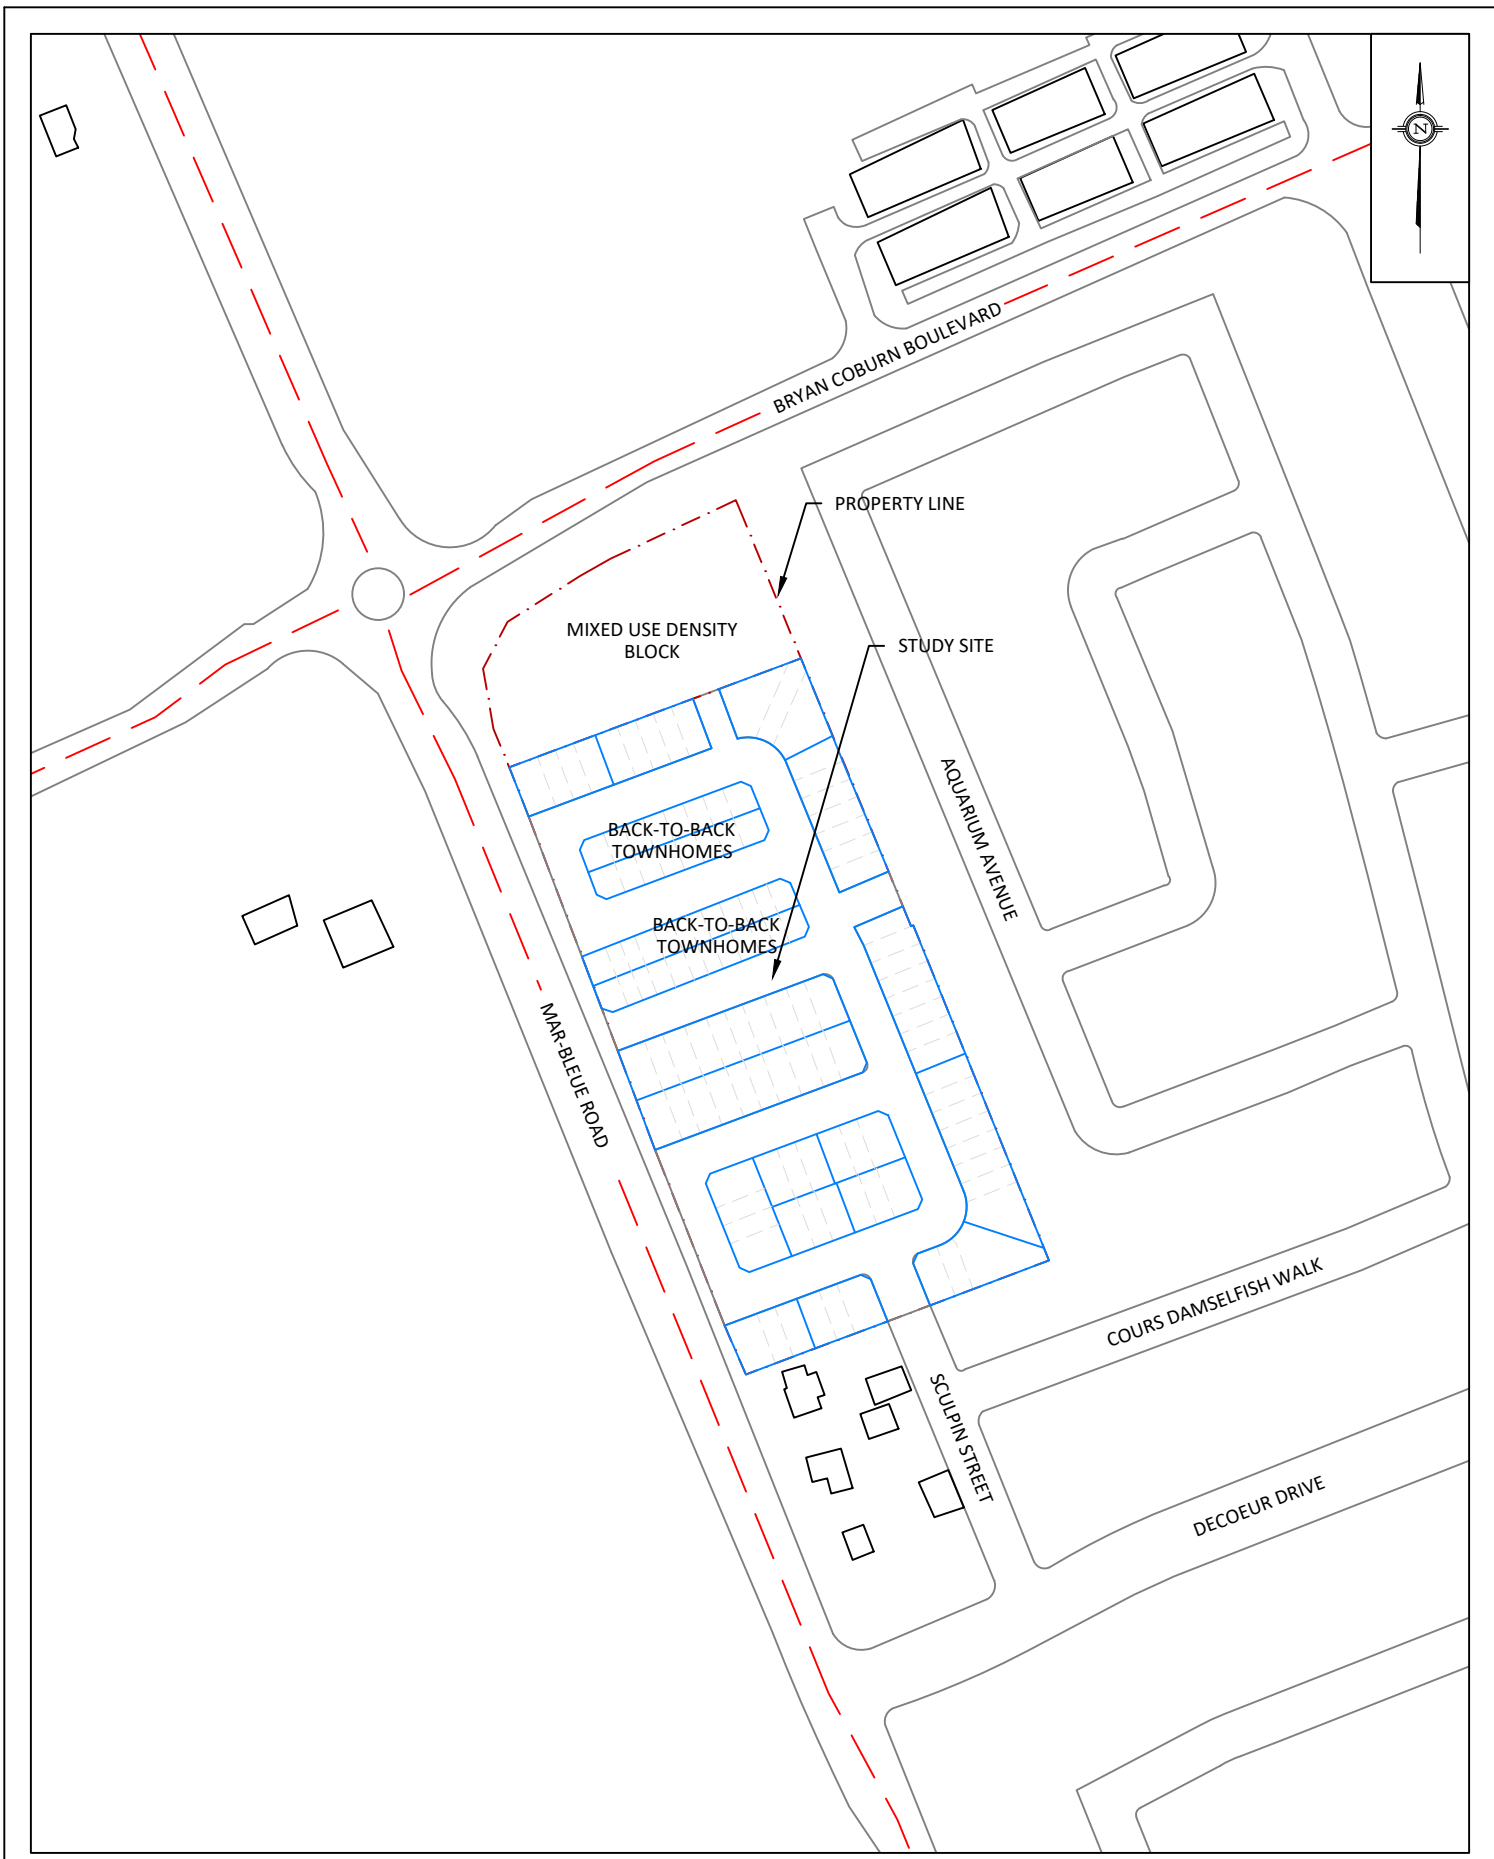 N
BRYAN COBURN BOULEVARD
PROPERTY LINE
MIXED USE DENSITY
BLOCK
STUDY SITE
AQUARIUM AVENUE
BACK-TO-BACK
TOWNHOMES
BACK-TO-BACK
TOWNHOMES
MAR-BLEUE ROAD
COURS DAMSELFISH WALK
SCULPIN STREET
DECOEUR DRIVE